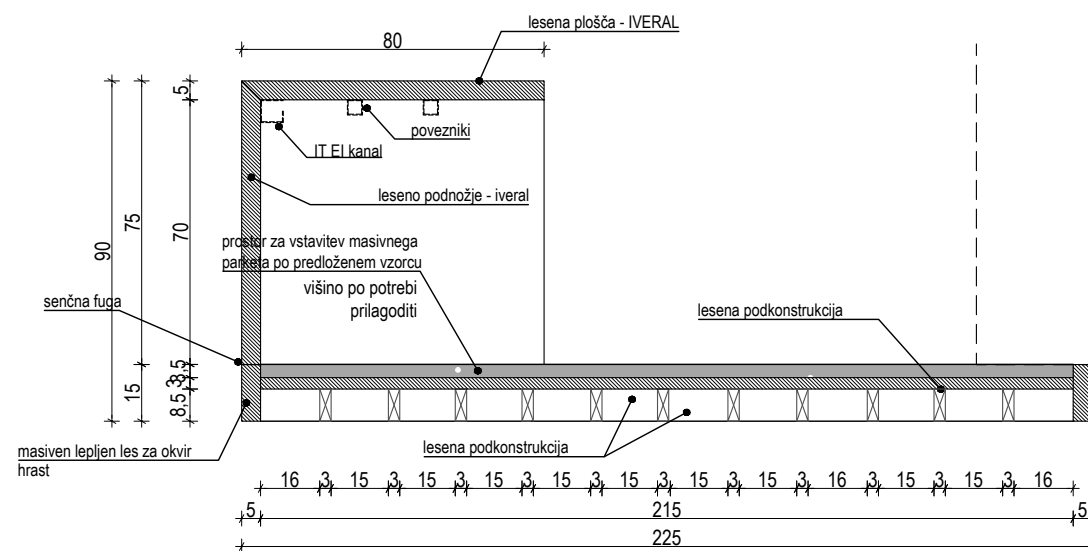 lesena plošča - IVERAL
80
5
povezniki
IT EI kanal
leseno podnožje - iveral
90
75
70
prostor za vstavitev masivnega
parketa po predloženem vzorcu
višino po potrebi
prilagoditi
senčna fuga
lesena podkonstrukcija
15
8,5
3
3,5
masiven lepljen les za okvir
hrast
lesena podkonstrukcija
16 3 15 3 15 3 15 3 15 3 15 3 15 3 15 3 16 3 15 3 15 3 16
5 215 5
225